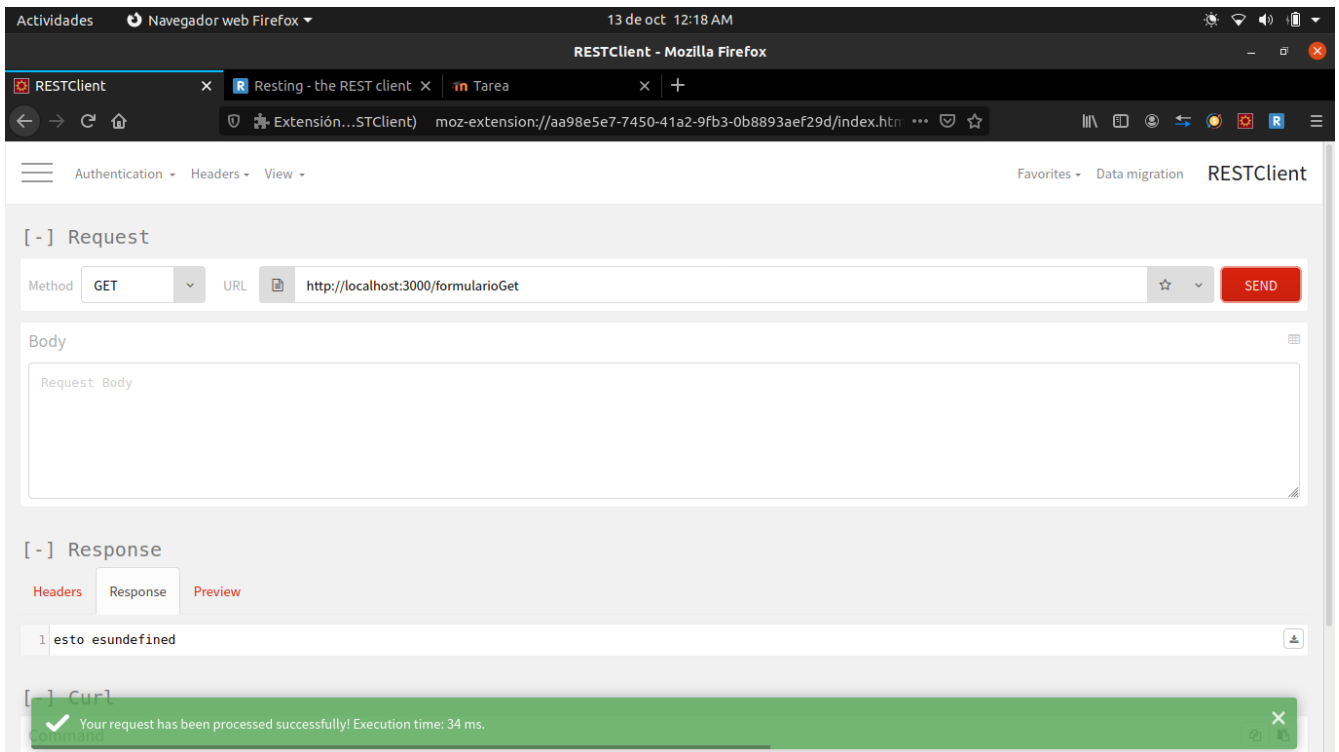 Actividades Navegador web Firefox 13 de oct 12:18 AM
RESTClient - Mozilla Firefox
RESTClient Resting - the REST client Tarea
Extensión...STClient) moz-extension://aa98e5e7-7450-41a2-9fb3-0b8893aef29d/index.htm
Authentication Headers View Favorites Data migration RESTClient
[-] Request
Method GET URL http://localhost:3000/formularioGet SEND
Body
Request Body
[-] Response
Headers Response Preview
1 esto esundefined
[-] Curl
Your request has been processed successfully! Execution time: 34 ms.
Command